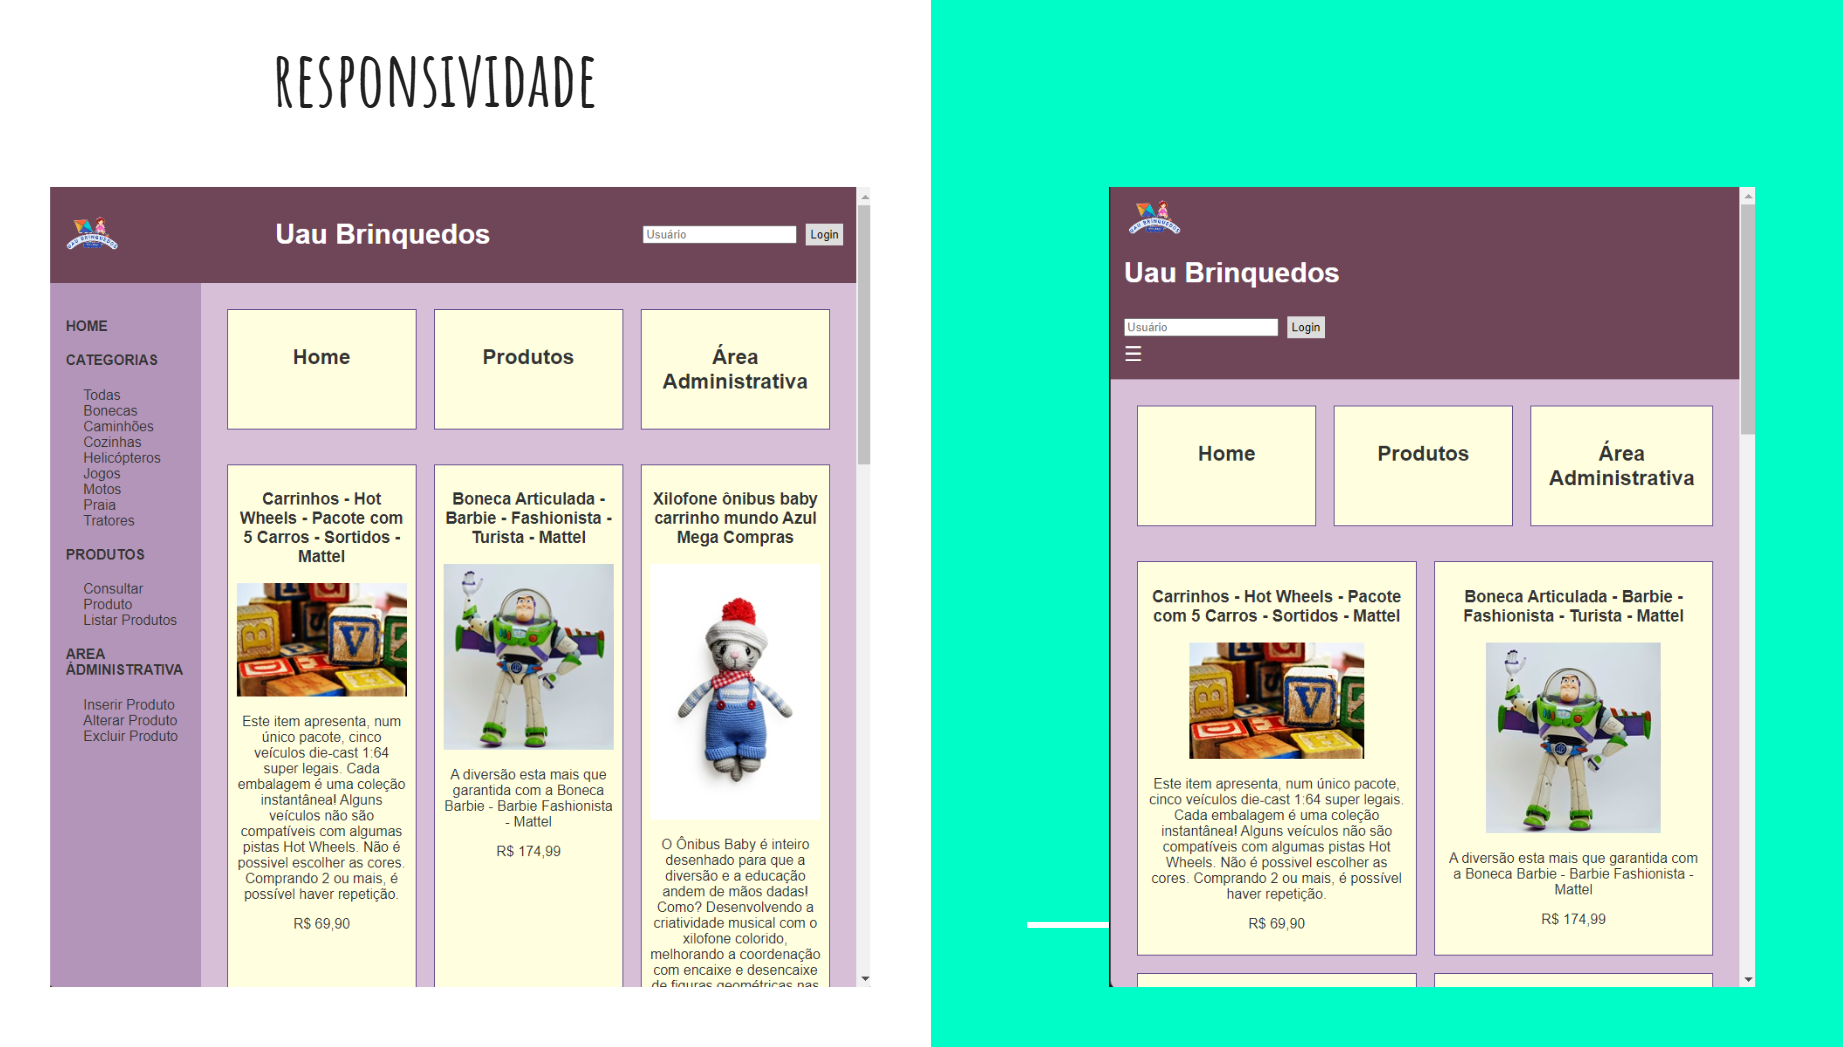 RESPONSIVIDADE
UAU BRINQUEDOS
Uau Brinquedos
Usuário
Login
HOME
CATEGORIAS
Todas
Bonecas
Caminhões
Cozinhas
Helicópteros
Jogos
Motos
Praia
Tratores
PRODUTOS
Consultar
Produto
Listar Produtos
AREA
ÁDMINISTRATIVA
Inserir Produto
Alterar Produto
Excluir Produto
Home
Produtos
Área
Administrativa
Carrinhos - Hot
Wheels - Pacote com
5 Carros - Sortidos -
Mattel
Este item apresenta, num
único pacote, cinco
veículos die-cast 1:64
super legais. Cada
embalagem é uma coleção
instantânea! Alguns
veículos não são
compatíveis com algumas
pistas Hot Wheels. Não é
possivel escolher as cores.
Comprando 2 ou mais, é
possível haver repetição.
R$ 69,90
Boneca Articulada -
Barbie - Fashionista -
Turista - Mattel
A diversão esta mais que
garantida com a Boneca
Barbie - Barbie Fashionista
- Mattel
R$ 174,99
Xilofone ônibus baby
carrinho mundo Azul
Mega Compras
O Ônibus Baby é inteiro
desenhado para que a
diversão e a educação
andem de mãos dadas!
Como? Desenvolvendo a
criatividade musical com o
xilofone colorido,
melhorando a coordenação
com encaixe e desencaixe
de figuras geométricas nas
UAU BRINQUEDOS
Uau Brinquedos
Usuário
Login
☰
Home
Produtos
Área
Administrativa
Carrinhos - Hot Wheels - Pacote
com 5 Carros - Sortidos - Mattel
Este item apresenta, num único pacote,
cinco veículos die-cast 1:64 super legais.
Cada embalagem é uma coleção
instantânea! Alguns veículos não são
compatíveis com algumas pistas Hot
Wheels. Não é possivel escolher as
cores. Comprando 2 ou mais, é possível
haver repetição.
R$ 69,90
Boneca Articulada - Barbie -
Fashionista - Turista - Mattel
A diversão esta mais que garantida com
a Boneca Barbie - Barbie Fashionista -
Mattel
R$ 174,99